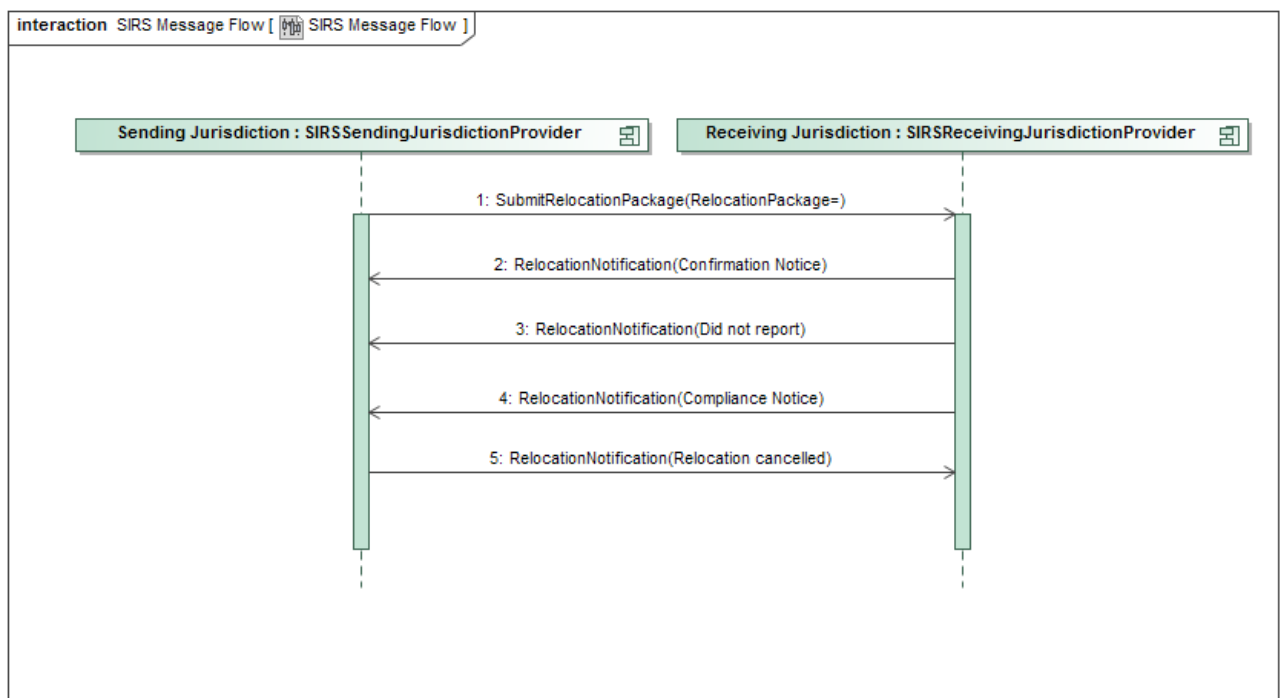 interaction SIRS Message Flow [ SIRS Message Flow ]
Sending Jurisdiction : SIRSSendingJurisdictionProvider
Receiving Jurisdiction : SIRSReceivingJurisdictionProvider
1: SubmitRelocationPackage(RelocationPackage=)
2: RelocationNotification(Confirmation Notice)
3: RelocationNotification(Did not report)
4: RelocationNotification(Compliance Notice)
5: RelocationNotification(Relocation cancelled)